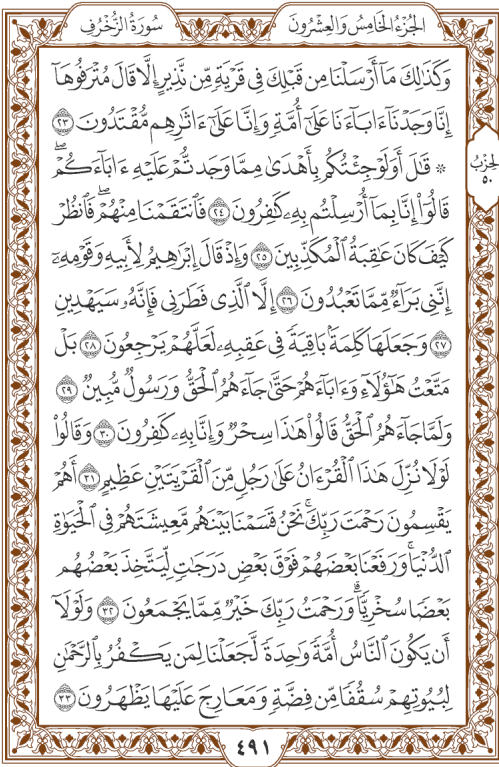 الجُزْءُ الخَامِسُ وَالعِشْرُونَ
سُورَةُ الزُّخْرُفِ
وَكَذَٰلِكَ مَآ أَرْسَلْنَا مِن قَبْلِكَ فِي قَرْيَةٍ مِّن نَّذِيرٍ إِلَّا قَالَ مُتْرَفُوهَآ
إِنَّا وَجَدْنَآ ءَابَآءَنَا عَلَىٰٓ أُمَّةٍ وَإِنَّا عَلَىٰٓ ءَاثَٰرِهِم مُّقْتَدُونَ ٢٣
۞ قَٰلَ أَوَلَوْ جِئْتُكُم بِأَهْدَىٰ مِمَّا وَجَدتُّمْ عَلَيْهِ ءَابَآءَكُمْۖ
قَالُوٓاْ إِنَّا بِمَآ أُرْسِلْتُم بِهِۦ كَٰفِرُونَ ٢٤ فَٱنتَقَمْنَا مِنْهُمْۖ فَٱنظُرْ
كَيْفَ كَانَ عَٰقِبَةُ ٱلْمُكَذِّبِينَ ٢٥ وَإِذْ قَالَ إِبْرَٰهِيمُ لِأَبِيهِ وَقَوْمِهِۦٓ
إِنَّنِي بَرَآءٌ مِّمَّا تَعْبُدُونَ ٢٦ إِلَّا ٱلَّذِي فَطَرَنِي فَإِنَّهُۥ سَيَهْدِينِ
٢٧ وَجَعَلَهَا كَلِمَةًۢ بَاقِيَةً فِي عَقِبِهِۦ لَعَلَّهُمْ يَرْجِعُونَ ٢٨ بَلْ
مَتَّعْتُ هَٰٓؤُلَآءِ وَءَابَآءَهُمْ حَتَّىٰ جَآءَهُمُ ٱلْحَقُّ وَرَسُولٌ مُّبِينٌ ٢٩
وَلَمَّا جَآءَهُمُ ٱلْحَقُّ قَالُواْ هَٰذَا سِحْرٌ وَإِنَّا بِهِۦ كَٰفِرُونَ ٣٠ وَقَالُواْ
لَوْلَا نُزِّلَ هَٰذَا ٱلْقُرْءَانُ عَلَىٰ رَجُلٍ مِّنَ ٱلْقَرْيَتَيْنِ عَظِيمٍ ٣١ أَهُمْ
يَقْسِمُونَ رَحْمَتَ رَبِّكَۚ نَحْنُ قَسَمْنَا بَيْنَهُم مَّعِيشَتَهُمْ فِي ٱلْحَيَوٰةِ
ٱلدُّنْيَاۚ وَرَفَعْنَا بَعْضَهُمْ فَوْقَ بَعْضٍ دَرَجَٰتٍ لِّيَتَّخِذَ بَعْضُهُم
بَعْضًا سُخْرِيًّاۗ وَرَحْمَتُ رَبِّكَ خَيْرٌ مِّمَّا يَجْمَعُونَ ٣٢ وَلَوْلَآ
أَن يَكُونَ ٱلنَّاسُ أُمَّةً وَٰحِدَةً لَّجَعَلْنَا لِمَن يَكْفُرُ بِٱلرَّحْمَٰنِ
لِبُيُوتِهِمْ سُقُفًا مِّن فِضَّةٍ وَمَعَارِجَ عَلَيْهَا يَظْهَرُونَ ٣٣
الحِزْبُ
٥٠
٤٩١